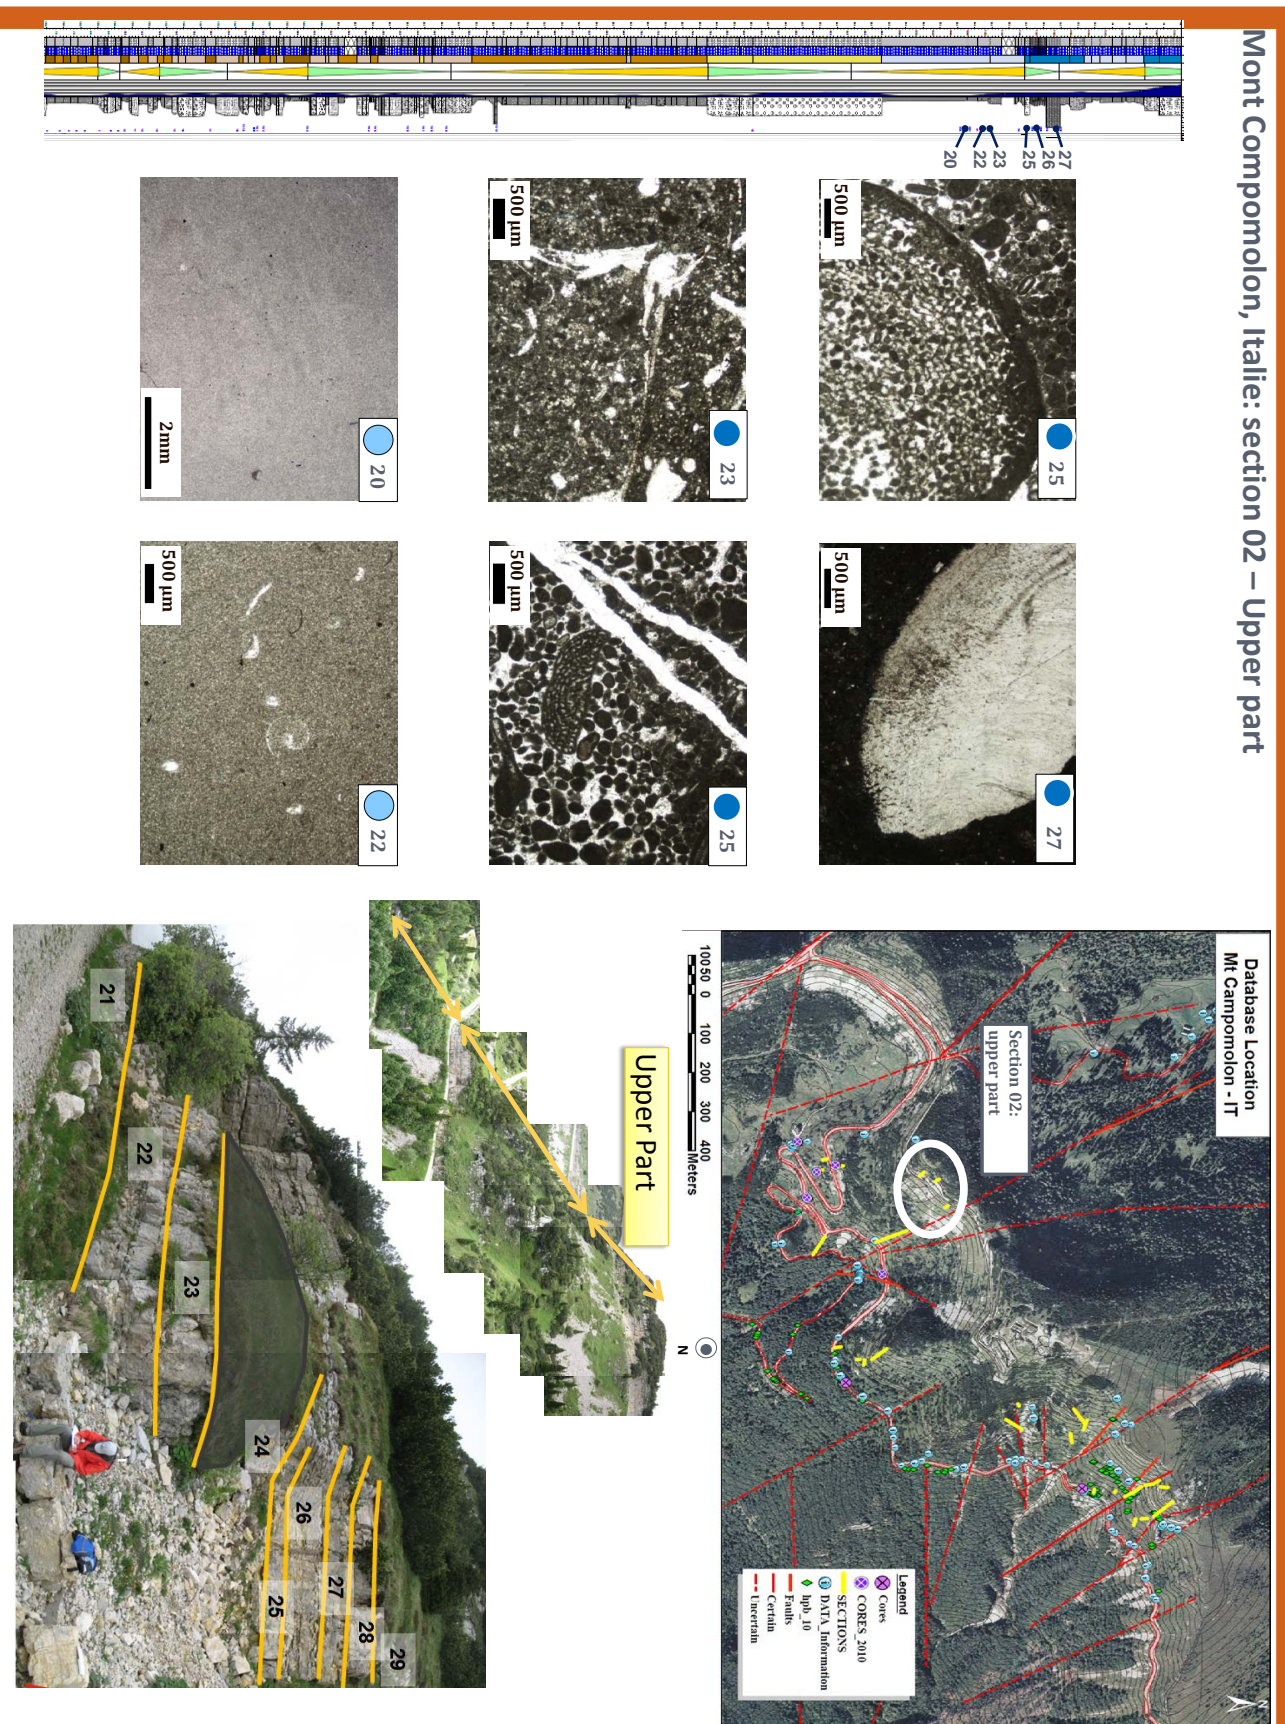 Mont Compomolon, Italie: section 02 – Upper part
20
22
23
25
26
27
500 µm
25
500 µm
27
500 µm
23
500 µm
25
2mm
20
500 µm
22
Database Location
Mt Campomolon - IT
Section 02:
upper part
Legend
Cores
CORES_2010
SECTIONS
DATA_Information
hpb_10
Faults
Certain
Uncertain
N
100 50 0 100 200 300 400
Meters
Upper Part
N
21
22
23
24
25
26
27
28
29